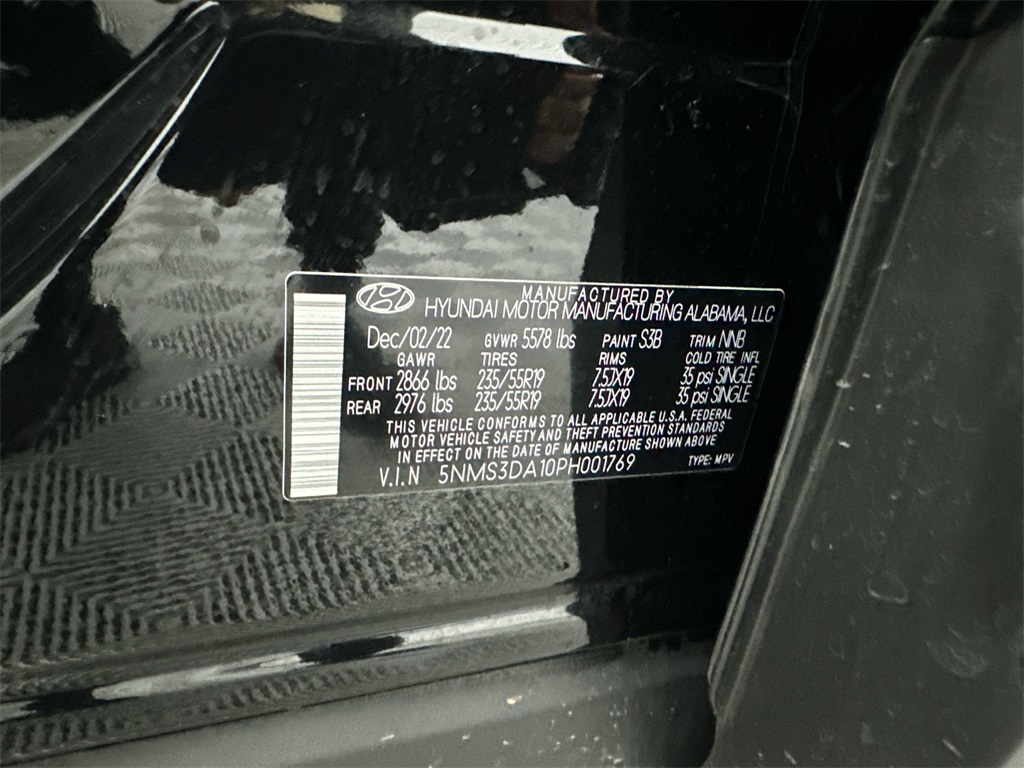 MANUFACTURED BY
HYUNDAI MOTOR MANUFACTURING ALABAMA, LLC
Dec/02/22 GVWR 5578 lbs PAINT S3B TRIM NNB
GAWR TIRES RIMS COLD TIRE INFL
FRONT 2866 lbs 235/55R19 7.5JX19 35 psi SINGLE
REAR 2976 lbs 235/55R19 7.5JX19 35 psi SINGLE
THIS VEHICLE CONFORMS TO ALL APPLICABLE U.S.A. FEDERAL
MOTOR VEHICLE SAFETY AND THEFT PREVENTION STANDARDS
IN EFFECT ON THE DATE OF MANUFACTURE SHOWN ABOVE
V.I.N 5NMS3DA10PH001769 TYPE: MPV